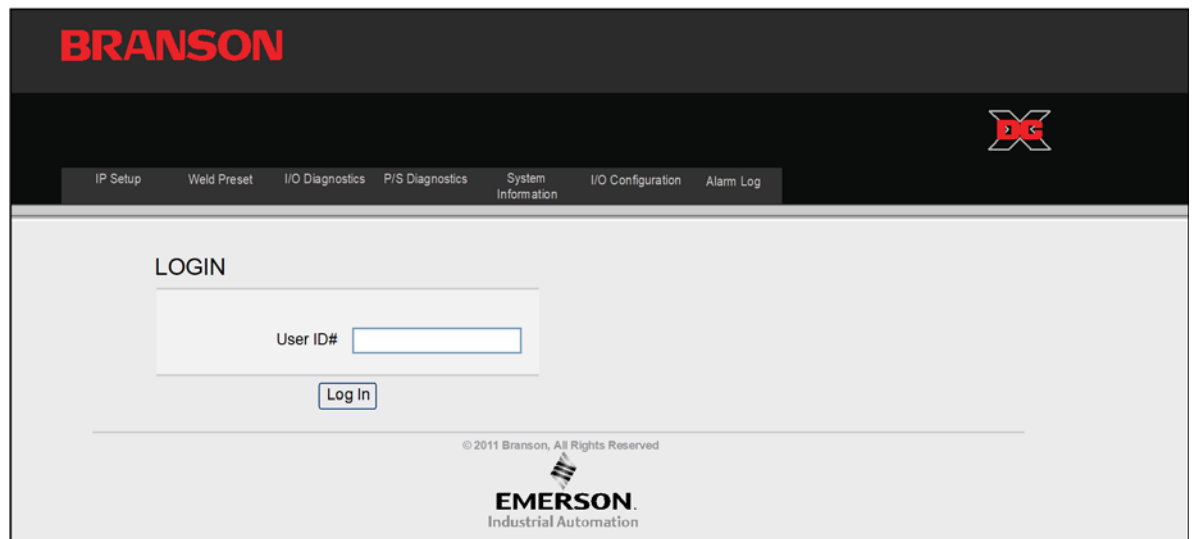 BRANSON
DCX
IP Setup Weld Preset I/O Diagnostics P/S Diagnostics System Information I/O Configuration Alarm Log
LOGIN
User ID#
Log In
© 2011 Branson, All Rights Reserved
EMERSON.
Industrial Automation